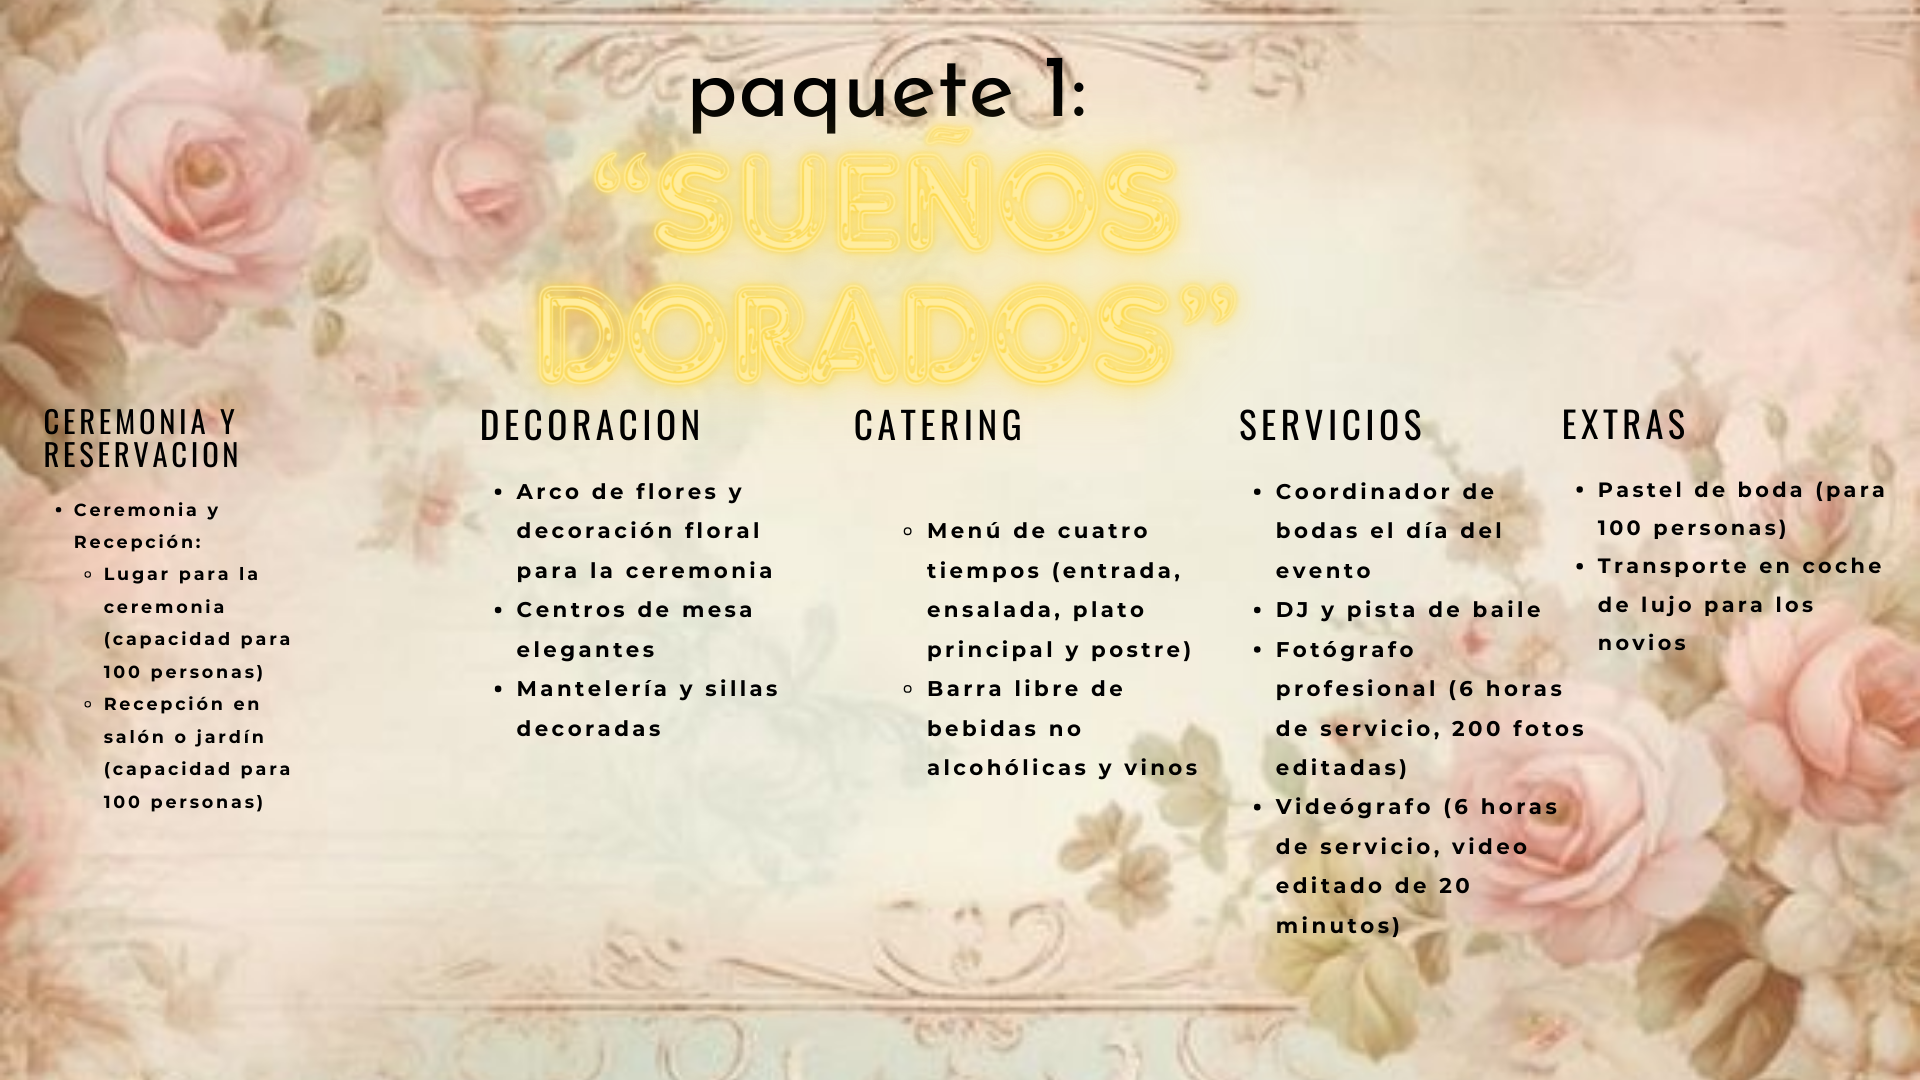 paquete 1:
“SUEÑOS
DORADOS”
CEREMONIA Y
RESERVACION
• Ceremonia y
Recepción:
◦ Lugar para la
ceremonia
(capacidad para
100 personas)
◦ Recepción en
salón o jardín
(capacidad para
100 personas)
DECORACION
• Arco de flores y
decoración floral
para la ceremonia
• Centros de mesa
elegantes
• Mantelería y sillas
decoradas
CATERING
◦ Menú de cuatro
tiempos (entrada,
ensalada, plato
principal y postre)
◦ Barra libre de
bebidas no
alcohólicas y vinos
SERVICIOS
• Coordinador de
bodas el día del
evento
• DJ y pista de baile
• Fotógrafo
profesional (6 horas
de servicio, 200 fotos
editadas)
• Videógrafo (6 horas
de servicio, video
editado de 20
minutos)
EXTRAS
• Pastel de boda (para
100 personas)
• Transporte en coche
de lujo para los
novios